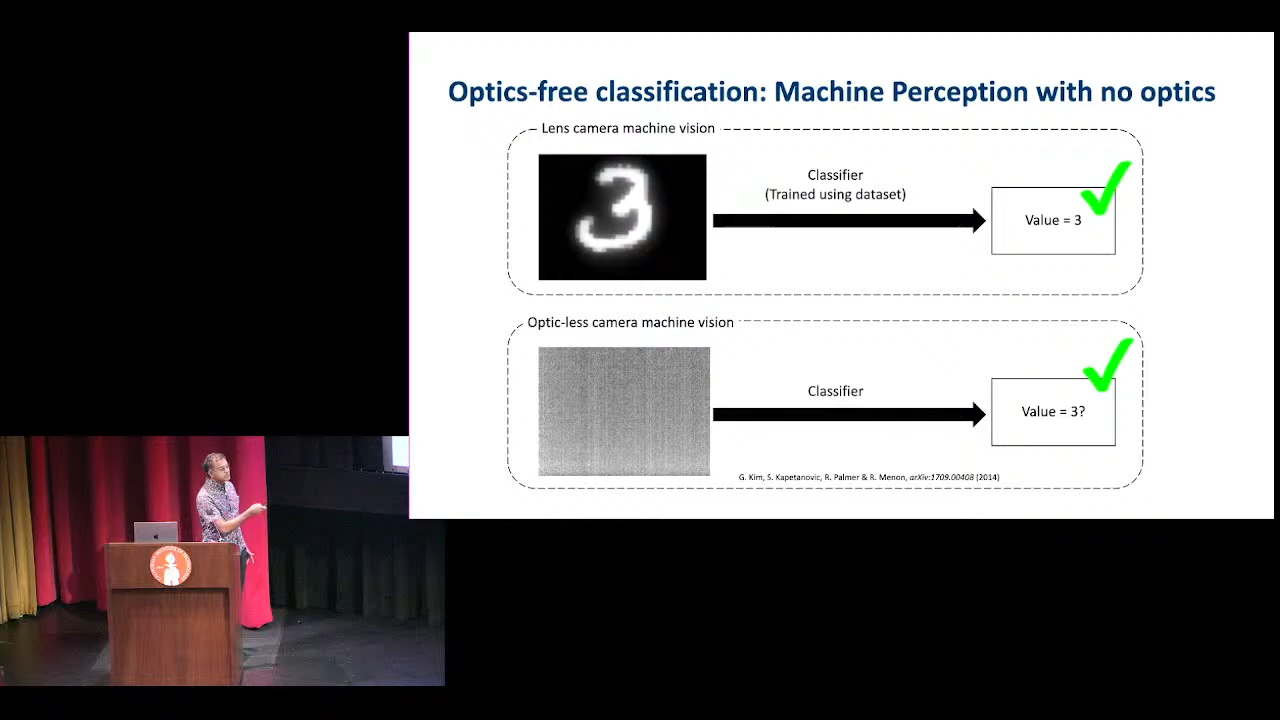 Optics-free classification: Machine Perception with no optics
Lens camera machine vision
3
Classifier
(Trained using dataset)
Value = 3
Optic-less camera machine vision
Classifier
Value = 3?
G. Kim, S. Kapetanovic, R. Palmer & R. Menon, arXiv:1709.00408 (2014)